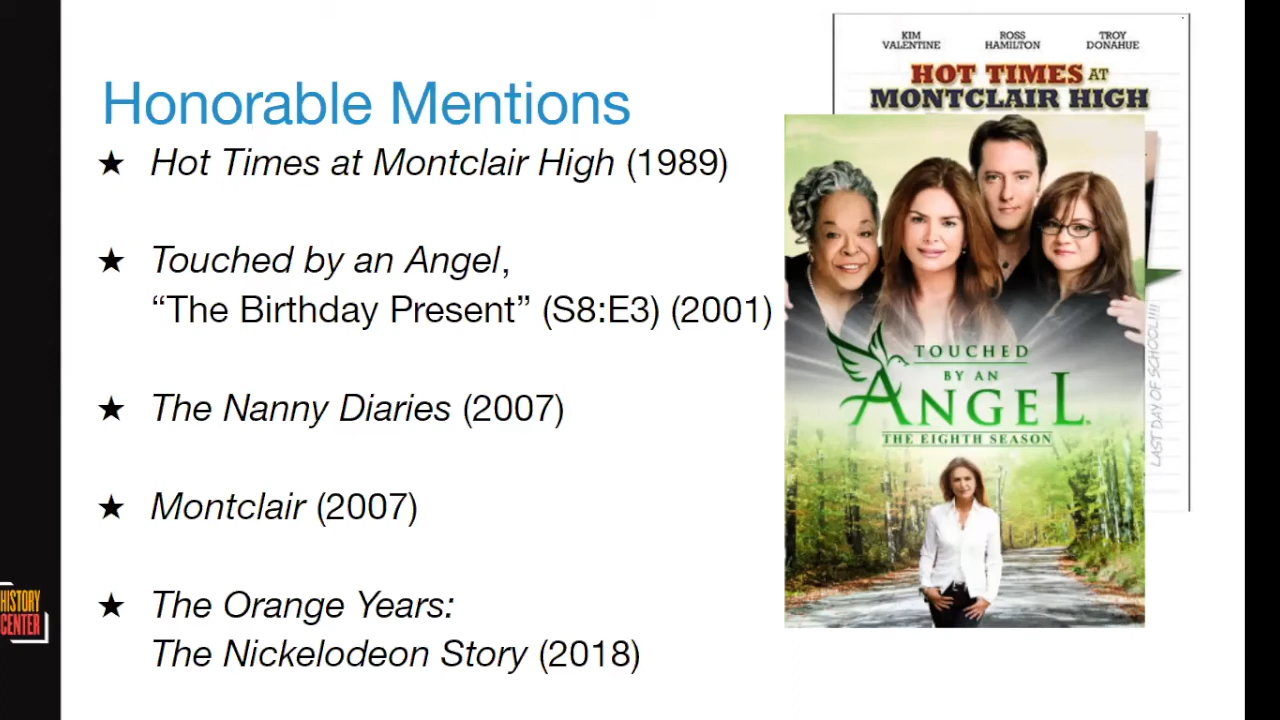 Honorable Mentions
★ Hot Times at Montclair High (1989)
★ Touched by an Angel,
“The Birthday Present” (S8:E3) (2001)
★ The Nanny Diaries (2007)
★ Montclair (2007)
★ The Orange Years:
The Nickelodeon Story (2018)
KIM VALENTINE
ROSS HAMILTON
TROY DONAHUE
HOT TIMES AT
MONTCLAIR HIGH
TOUCHED
BY AN
ANGEL
THE EIGHTH SEASON
LAST DAY OF SCHOOL!!!!
HISTORY
CENTER